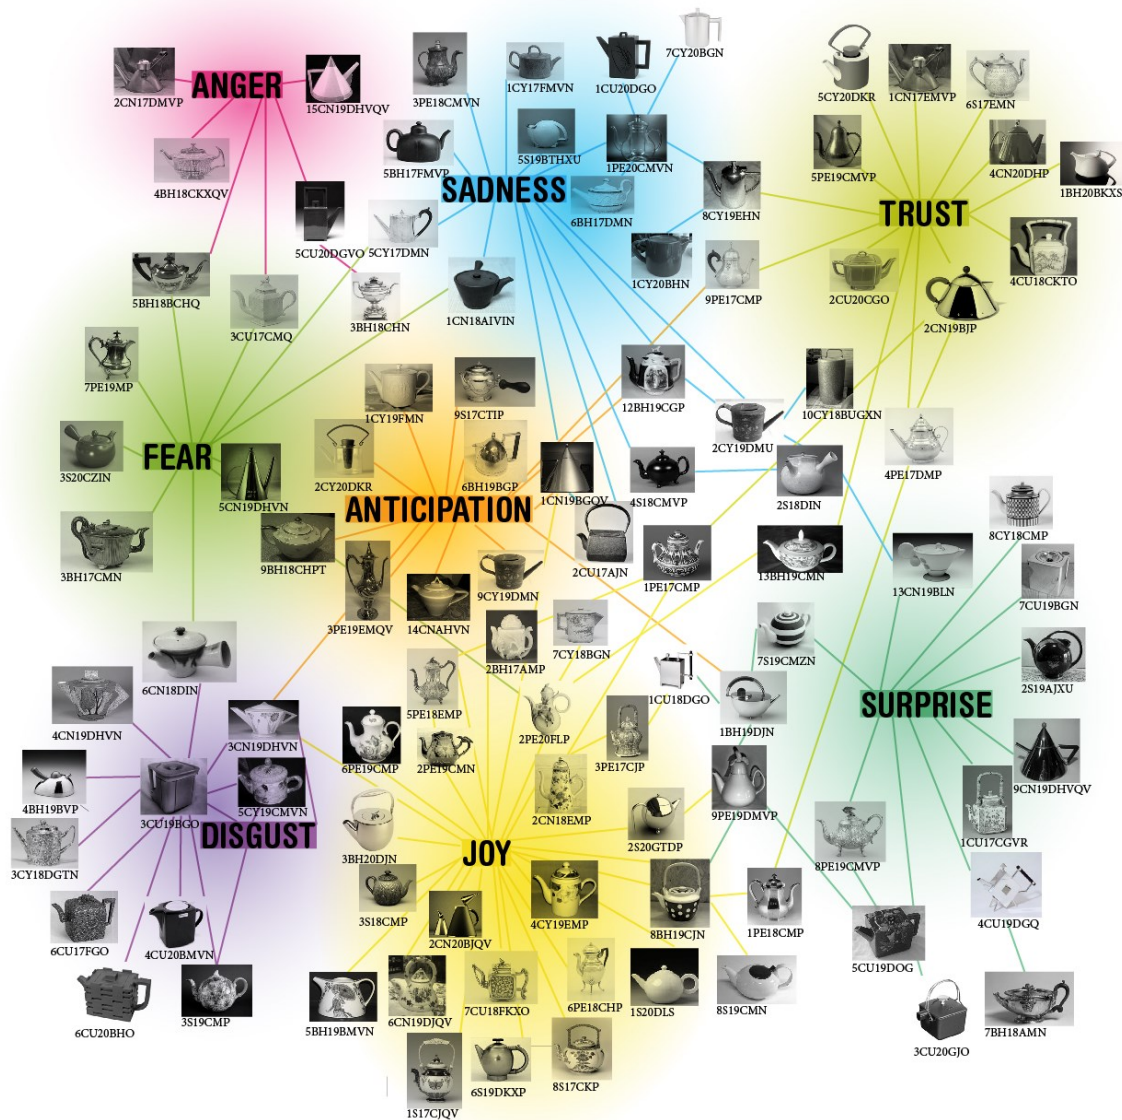 7CY20BGN
2CN17DMVP
ANGER
15CN19DHVQV
3PE18CMVN
1CY17FMVN
1CU20DGO
5CY20DKR
1CN17EMVP
6S17EMN
4BH18CKXQV
5BH17FMVP
5S19BTHXU
1PE20CMVN
5PE19CMVP
4CN20DHP
1BH20BKXS
SADNESS
6BH17DMN
8CY19EHN
TRUST
5CU20DGVO
5CY17DMN
5BH18BCHQ
3CU17CMQ
3BH18CHN
1CN18AIVIN
1CY20BHN
9PE17CMP
2CU20CGO
4CU18CKTO
2CN19BJP
7PE19MP
1CY19FMN
9S17CTIP
12BH19CGP
10CY18BUGXN
2CY19DMU
4PE17DMP
3S20CZIN
FEAR
5CN19DHVN
2CY20DKR
6BH19BGP
1CN19BGQV
4S18CMVP
2S18DIN
ANTICIPATION
8CY18CMP
3BH17CMN
9BH18CHPT
2CU17AJN
1PE17CMP
13BH19CMN
13CN19BLN
7CU19BGN
3PE19EMQV
14CNAHVN
9CY19DMN
6CN18DIN
2BH17AMP
7CY18BGN
7S19CMZN
2S19AJXU
4CN19DHVN
3CN19DHVN
5PE18EMP
2PE20FLP
1CU18DGO
1BH19DJN
SURPRISE
6PE19CMP
2PE19CMN
3PE17CJP
9CN19DHVQV
4BH19BVP
3CU19BGO
5CY19CMVN
2CN18EMP
9PE19DMVP
DISGUST
1CU17CGVR
3CY18DGTN
3BH20DJN
JOY
2S20GTDP
8PE19CMVP
3S18CMP
2CN20BJQV
4CY19EMP
8BH19CJN
1PE18CMP
4CU19DGQ
6CU17FGO
4CU20BMVN
5CU19DOG
6CU20BHO
3S19CMP
5BH19BMVN
6CN19DJQV
7CU18FKXO
6PE18CHP
1S20DLS
8S19CMN
3CU20GJO
7BH18AMN
1S17CJQV
6S19DKXP
8S17CKP